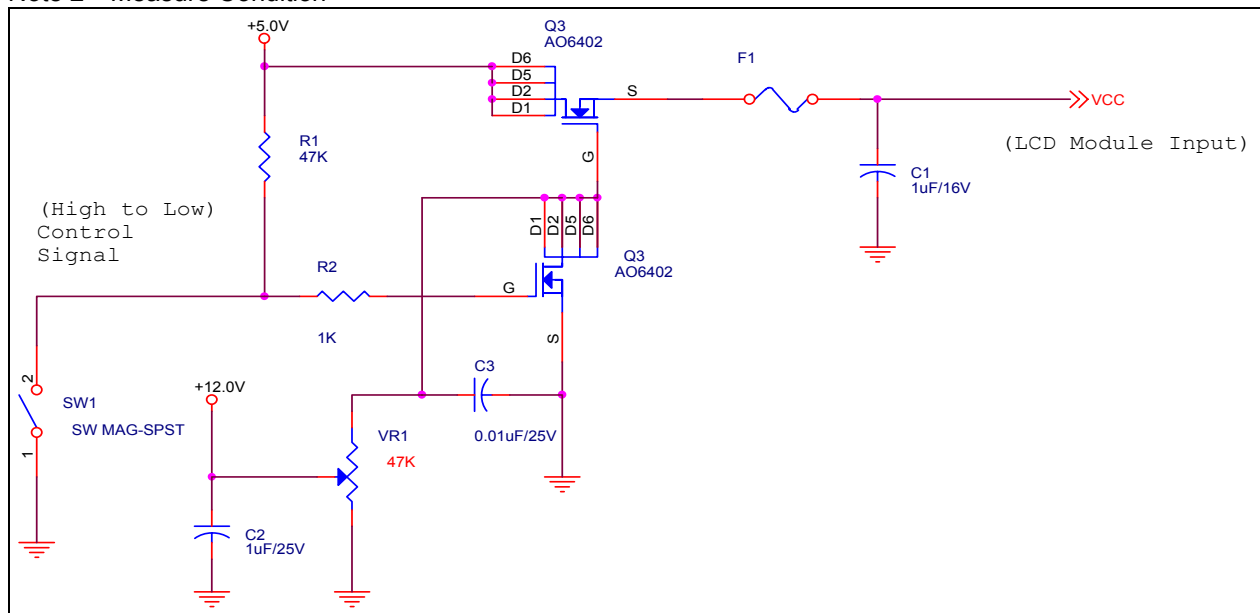 +5.0V
Q3
AO6402
D6
D5
D2
D1
S
G
F1
VCC
(LCD Module Input)
R1
47K
C1
1uF/16V
(High to Low)
Control
Signal
D1
D2
D5
D6
Q3
AO6402
R2
1K
G
S
C3
0.01uF/25V
2
SW1
SW MAG-SPST
1
+12.0V
VR1
47K
C2
1uF/25V